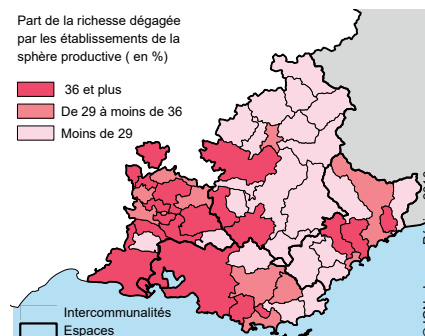 Part de la richesse dégagée
par les établissements de la
sphère productive ( en %)
36 et plus
De 29 à moins de 36
Moins de 29
Intercommunalités
Espaces